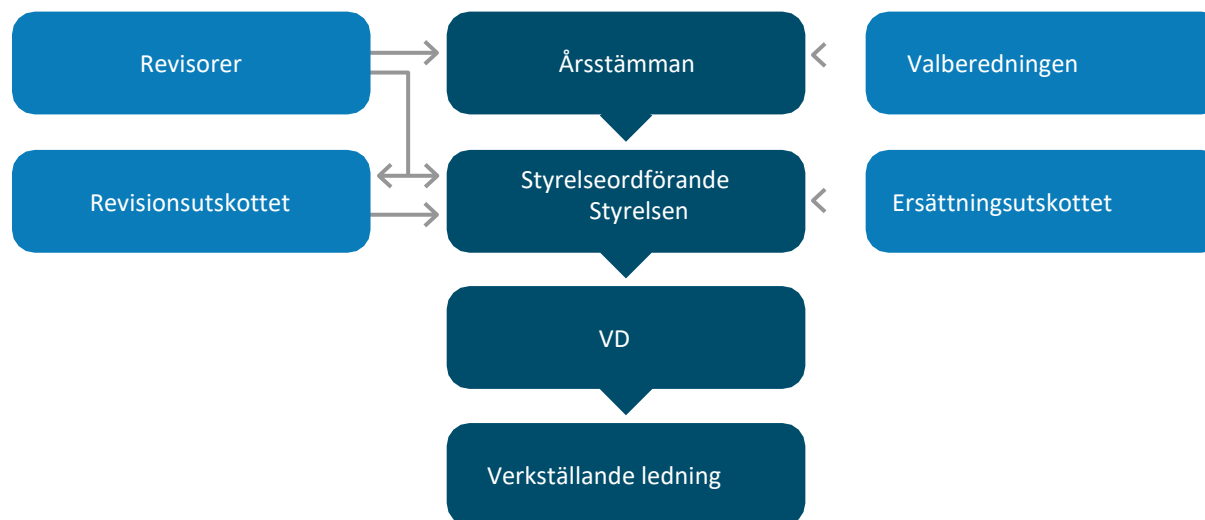 Revisorer
Årsstämman
Valberedningen
Revisionsutskottet
Styrelseordförande
Styrelsen
Ersättningsutskottet
VD
Verkställande ledning